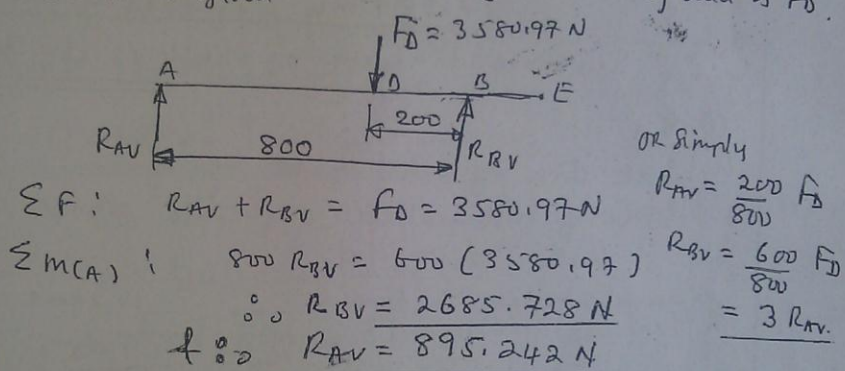 F_D = 3580.97 N
A D B E
200
R_AV 800 R_BV
OR Simply
ΣF: R_AV + R_BV = F_D = 3580.97 N
R_AV = 200/800 F_D
ΣM(A): 800 R_BV = 600 (3580.97)
R_BV = 600/800 F_D
∴ R_BV = 2685.728 N
= 3 R_AV.
& ∴ R_AV = 895.242 N